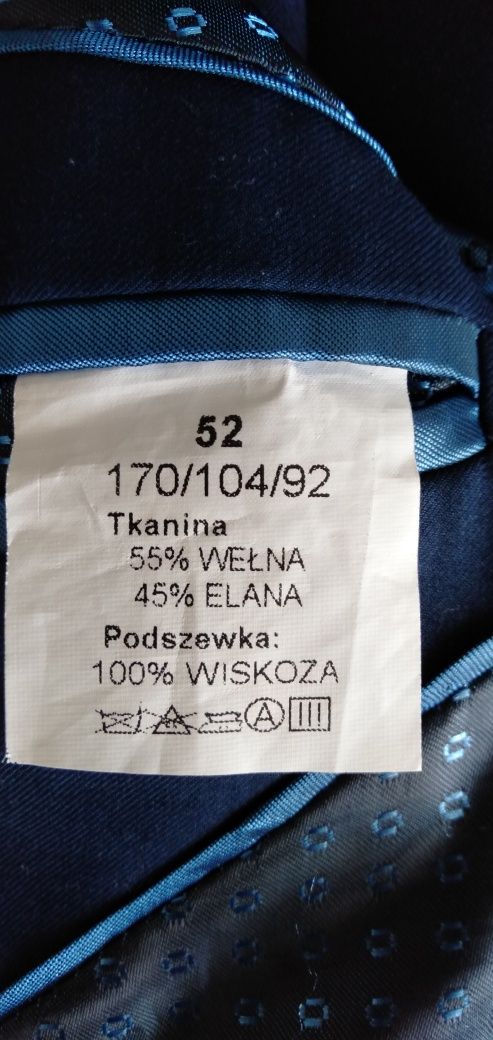 52
170/104/92
Tkanina
55% WEŁNA
45% ELANA
Podszewka:
100% WISKOZA
A